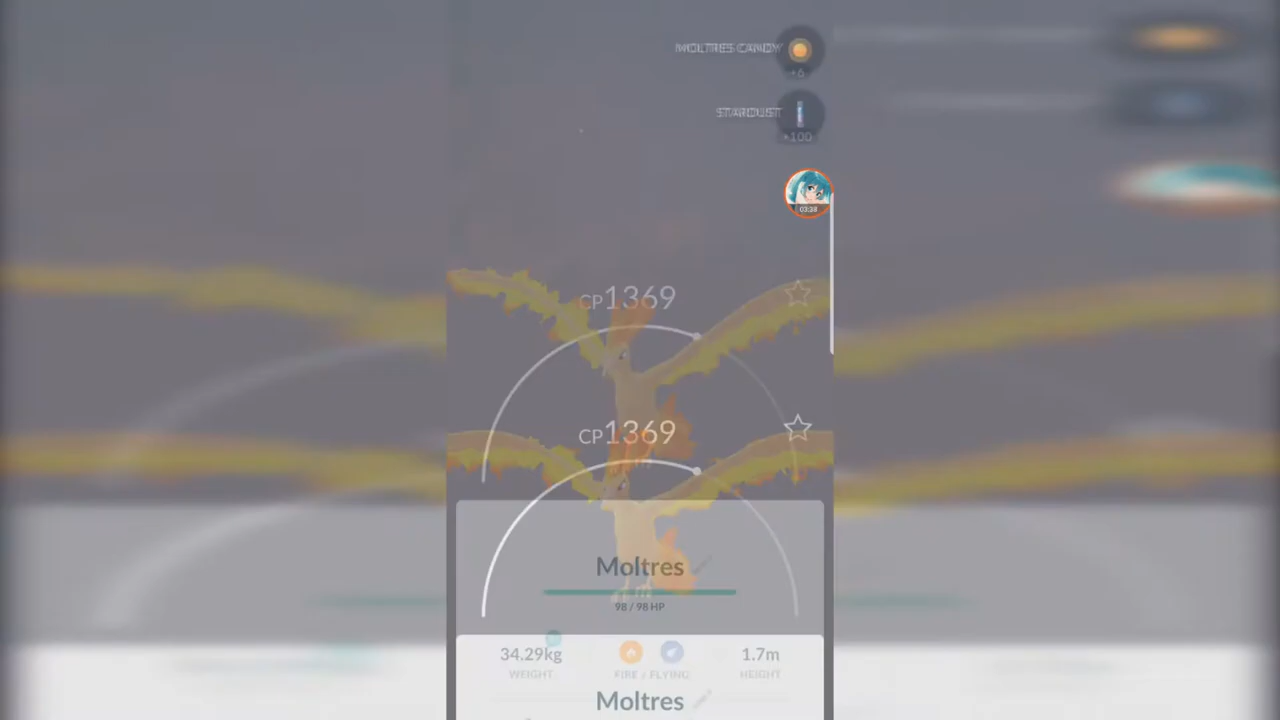 MOLTRES CANDY
+6
STARDUST
+100
03:38
CP1369
CP1369
Moltres
98 / 98 HP
34.29kg
1.7m
WEIGHT
FIRE / FLYING
HEIGHT
Moltres